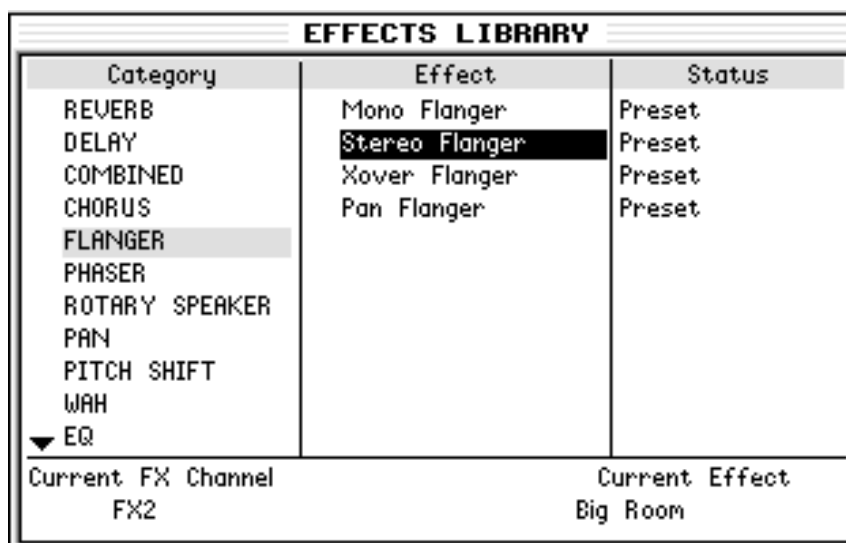 EFFECTS LIBRARY
Category Effect Status
REVERB Mono Flanger Preset
DELAY Stereo Flanger Preset
COMBINED Xover Flanger Preset
CHORUS Pan Flanger Preset
FLANGER
PHASER
ROTARY SPEAKER
PAN
PITCH SHIFT
WAH
EQ
Current FX Channel Current Effect
FX2 Big Room